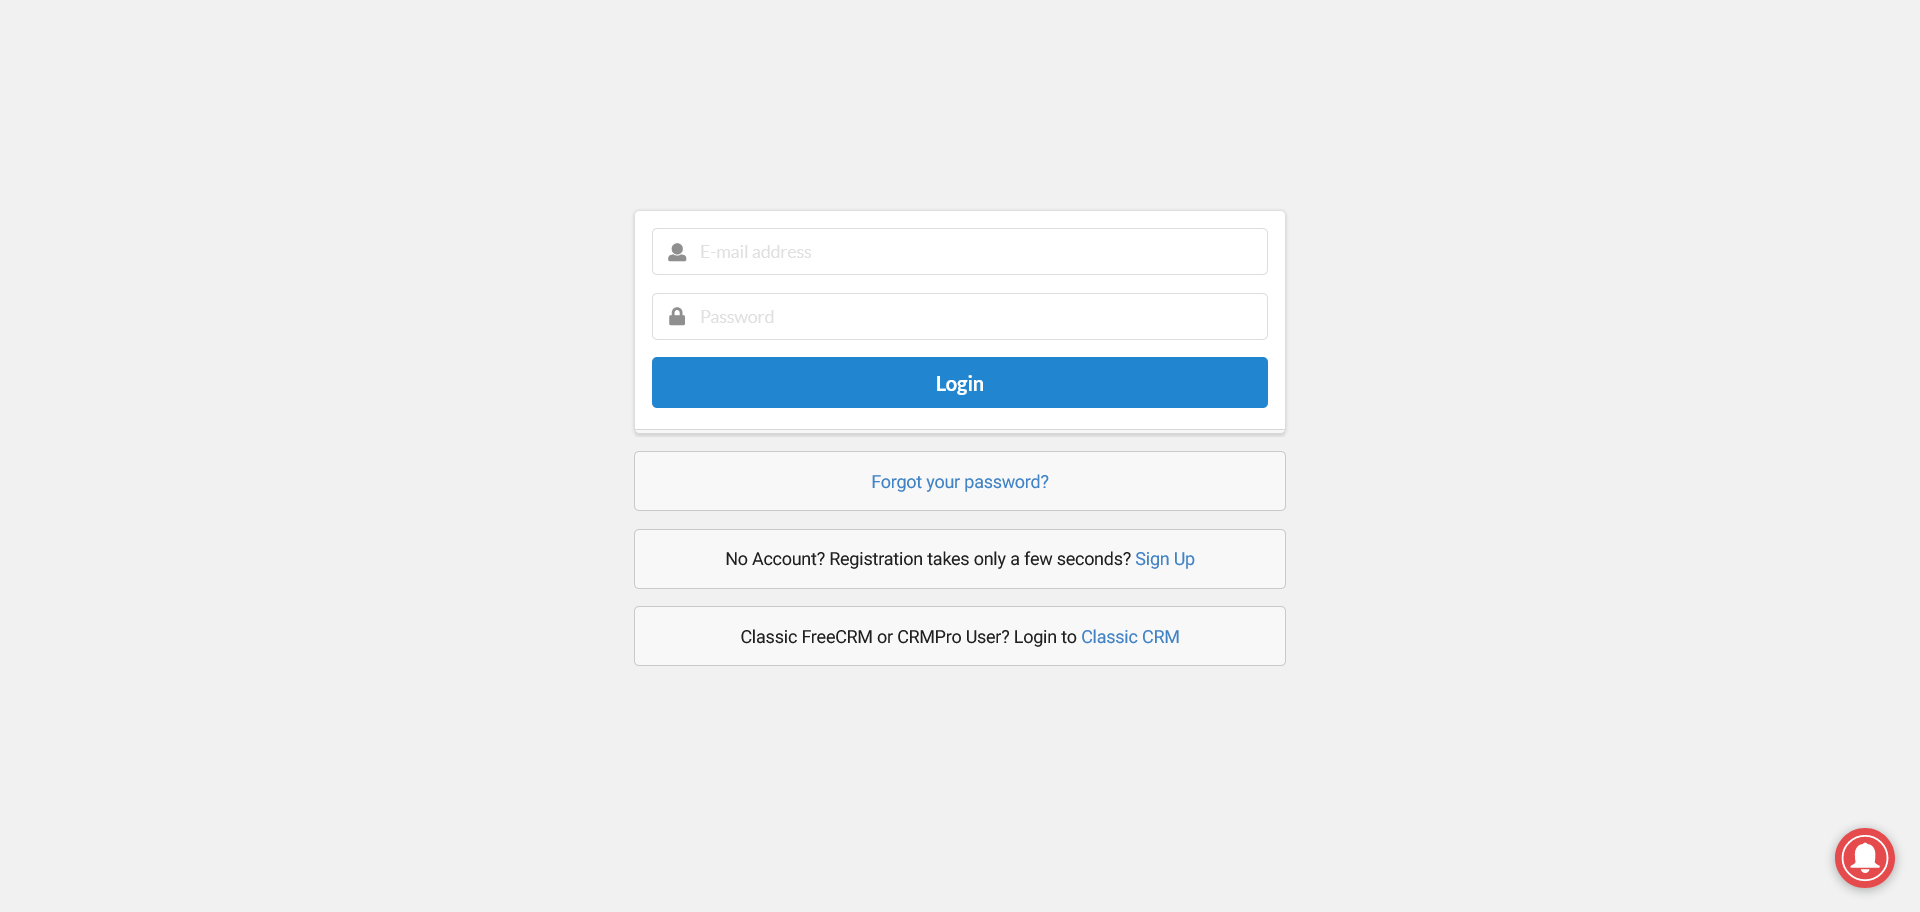 E-mail address
Password
Login
Forgot your password?
No Account? Registration takes only a few seconds? Sign Up
Classic FreeCRM or CRMPro User? Login to Classic CRM